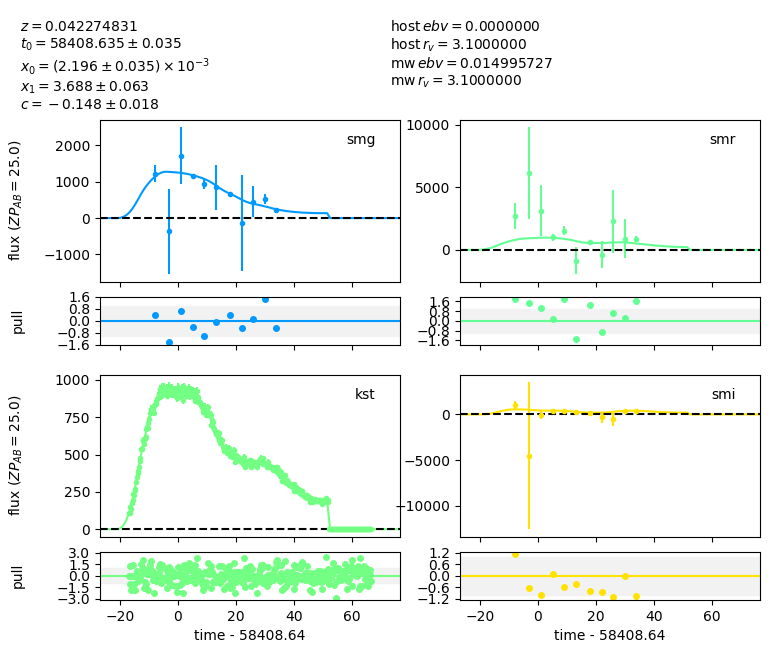 z = 0.042274831
t₀ = 58408.635 ± 0.035
x₀ = (2.196 ± 0.035) × 10⁻³
x₁ = 3.688 ± 0.063
c = −0.148 ± 0.018
host ebv = 0.0000000
host r_v = 3.1000000
mw ebv = 0.014995727
mw r_v = 3.1000000
smg
2000
1000
0
−1000
flux (ZP_AB = 25.0)
smr
10000
5000
0
1.6
0.8
0.0
−0.8
−1.6
pull
1.6
0.8
0.0
−0.8
−1.6
kst
1000
750
500
250
0
flux (ZP_AB = 25.0)
smi
0
−5000
−10000
3.0
1.5
0.0
−1.5
−3.0
pull
1.2
0.6
0.0
−0.6
−1.2
−20 0 20 40 60
time - 58408.64
−20 0 20 40 60
time - 58408.64